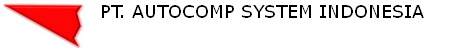 PT. AUTOCOMP SYSTEM INDONESIA